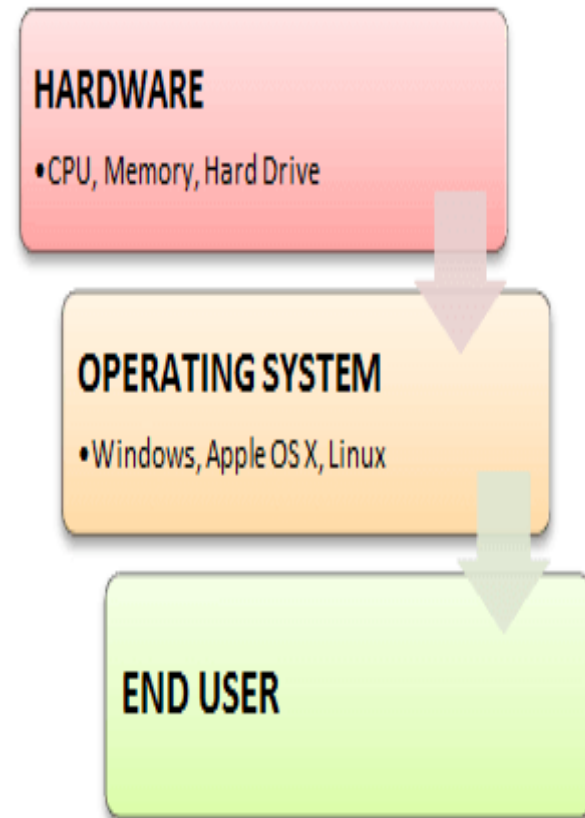 HARDWARE
•CPU, Memory, Hard Drive
OPERATING SYSTEM
•Windows, Apple OS X, Linux
END USER